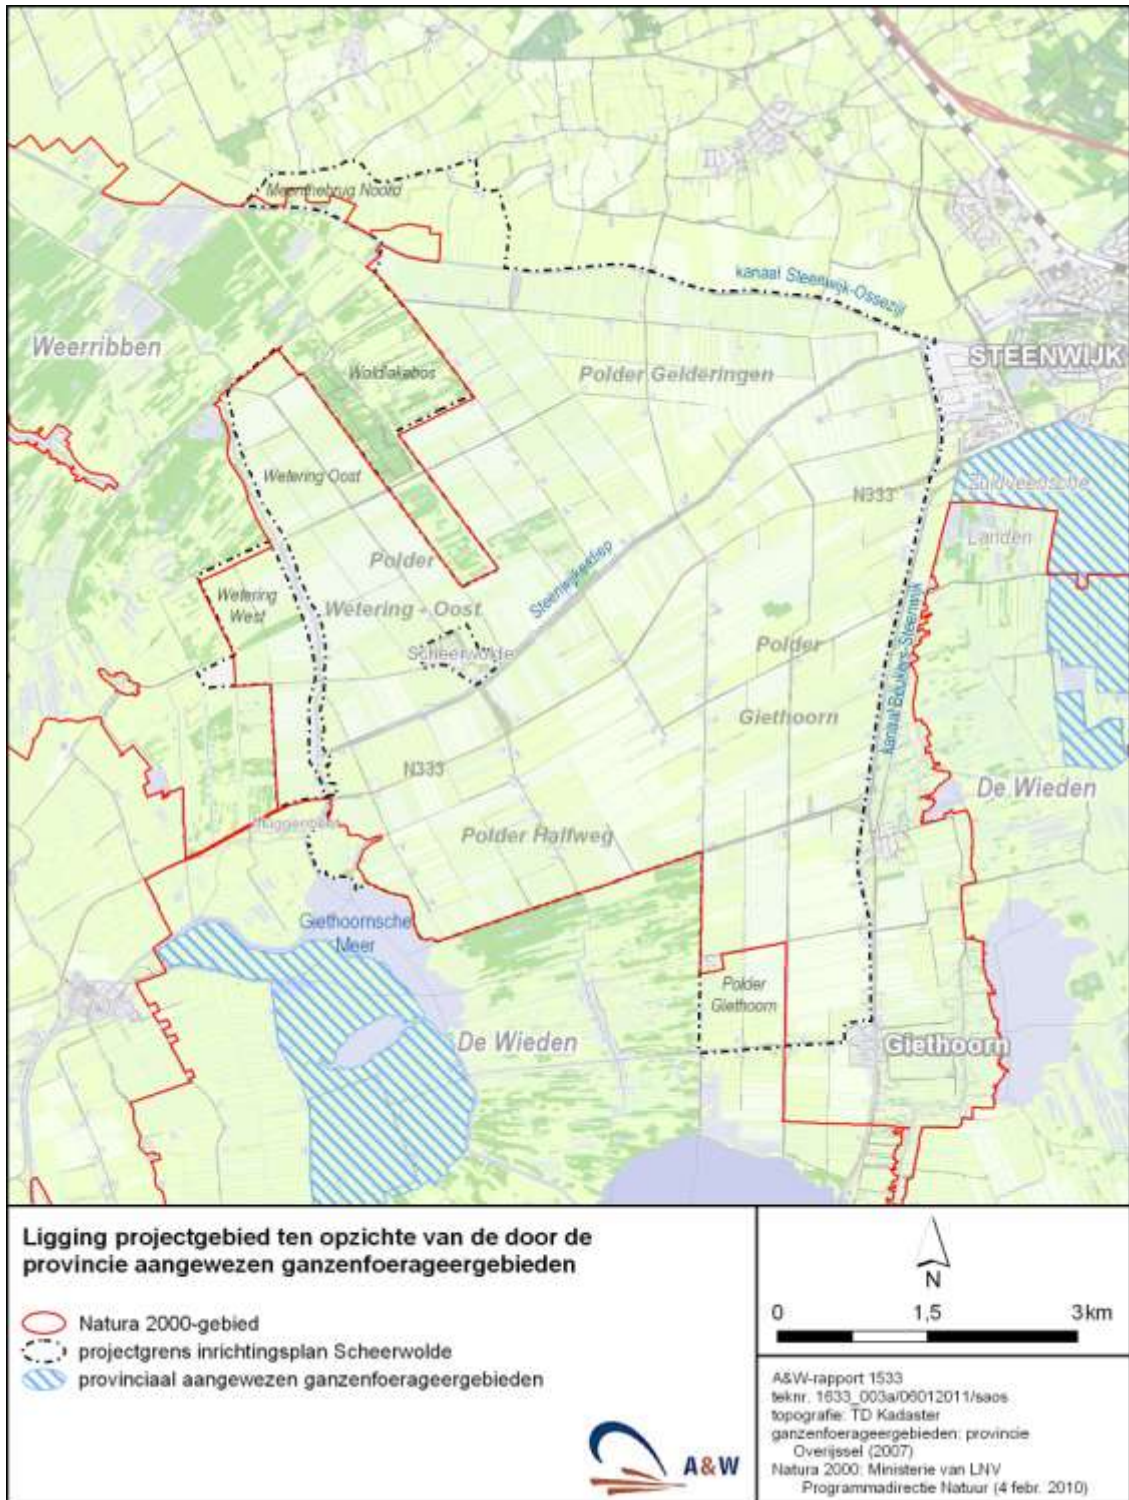 Meenthebrug Noord
kanaal Steenwijk-Ossezijl
Weerribben
STEENWIJK
Woldlakebos
Polder Gelderingen
Wetering Oost
N333
Zuidveensche
Landen
Polder
Wetering - Oost
Steenwijkerdiep
Wetering
West
Scheerwolde
Polder
Giethoorn
kanaal Beukers-Steenwijk
N333
De Wieden
Muggenbeet
Polder Halfweg
Giethoornsche
Meer
Polder
Giethoorn
De Wieden
Giethoorn
Ligging projectgebied ten opzichte van de door de
provincie aangewezen ganzenfoerageergebieden
Natura 2000-gebied
projectgrens inrichtingsplan Scheerwolde
provinciaal aangewezen ganzenfoerageergebieden
A&W
N
0 1,5 3km
A&W-rapport 1533
teknr. 1633_003a/06012011/saos
topografie: TD Kadaster
ganzenfoerageergebieden: provincie
Overijssel (2007)
Natura 2000: Ministerie van LNV
Programmadirectie Natuur (4 febr. 2010)